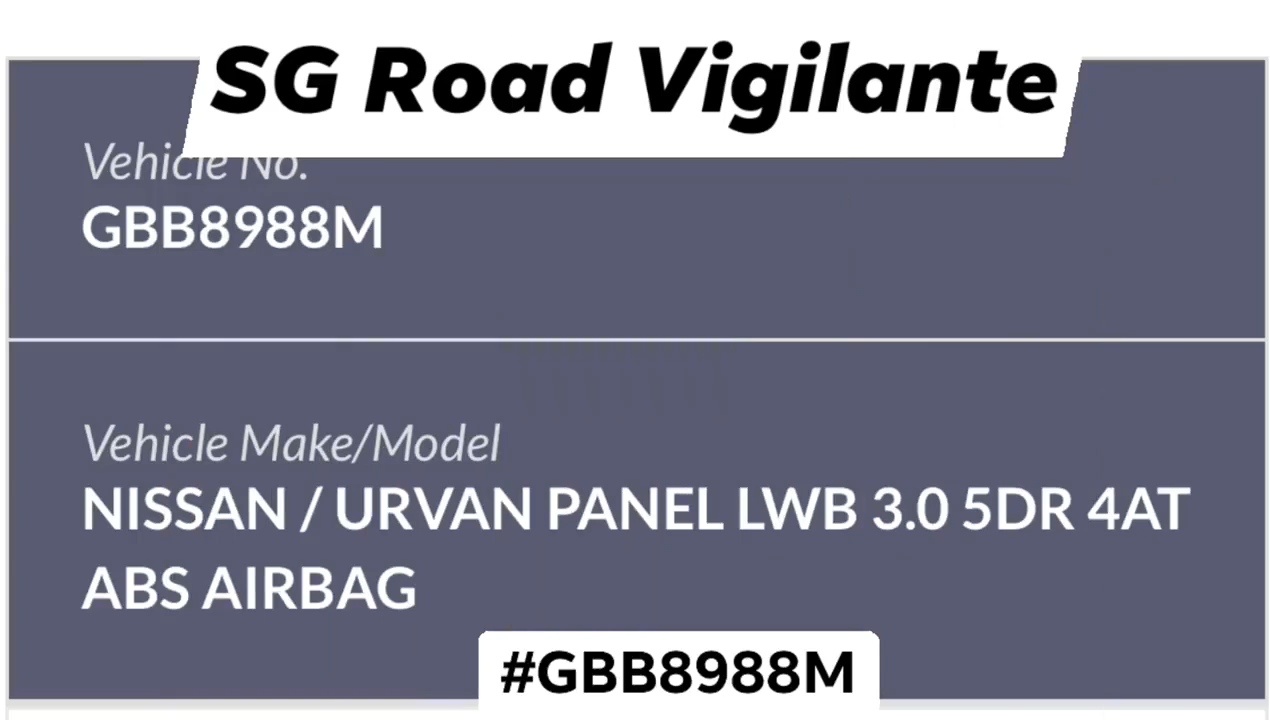 SG Road Vigilante
Vehicle No.
GBB8988M
Vehicle Make/Model
NISSAN / URVAN PANEL LWB 3.0 5DR 4AT
ABS AIRBAG
#GBB8988M